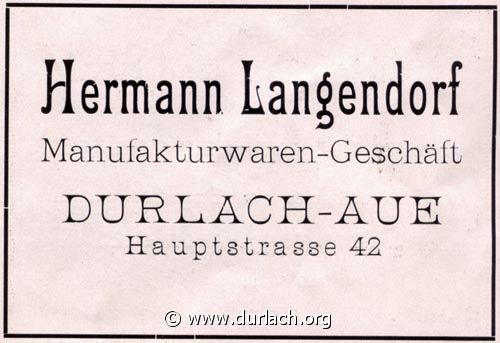 Hermann Langendorf
Manufakturwaren-Geschäft
DURLACH-AUE
Hauptstrasse 42
© www.durlach.org